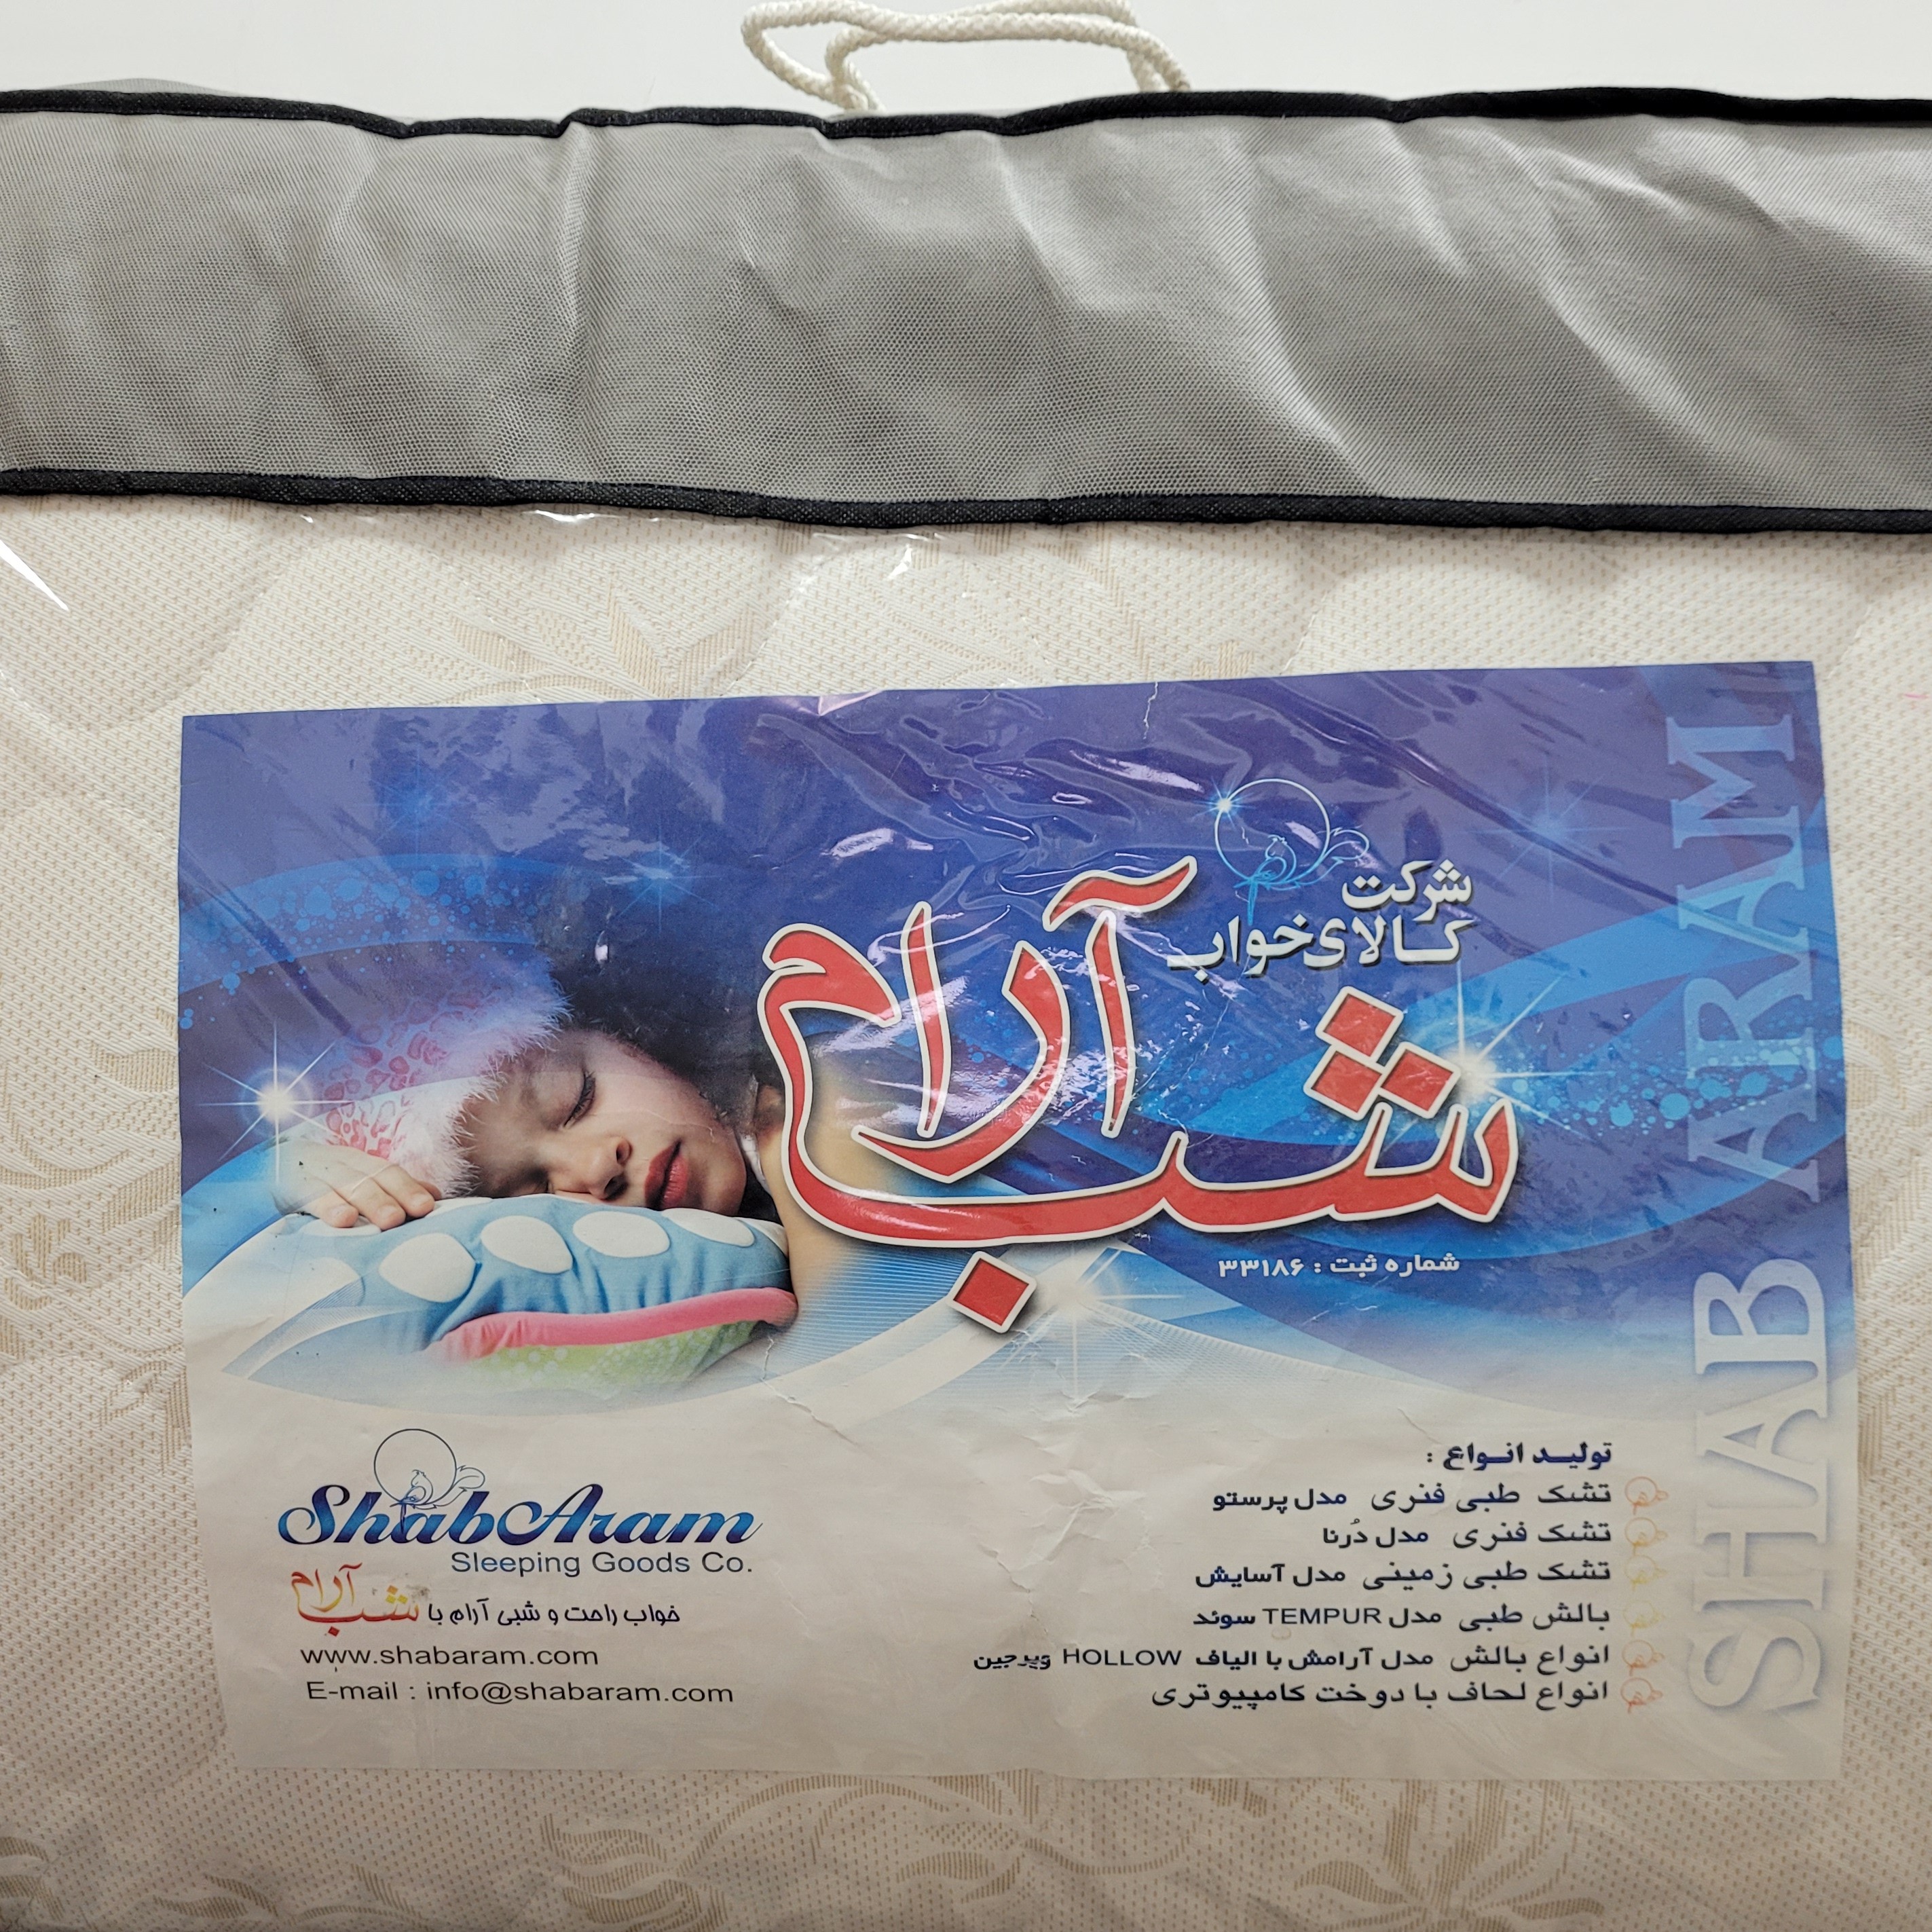 شرکت
کالای خواب
شب آرام
شماره ثبت : ۳۳۱۸۶
SHAB ARAM
تولید انواع :
تشک طبی فنری مدل پرستو
تشک فنری مدل دُرنا
تشک طبی زمینی مدل آسایش
بالش طبی مدل TEMPUR سوئد
انواع بالش مدل آرامش با الیاف HOLLOW ویرجین
انواع لحاف با دوخت کامپیوتری
ShabAram
Sleeping Goods Co.
خواب راحت و شبی آرام با شب آرام
www.shabaram.com
E-mail : info@shabaram.com